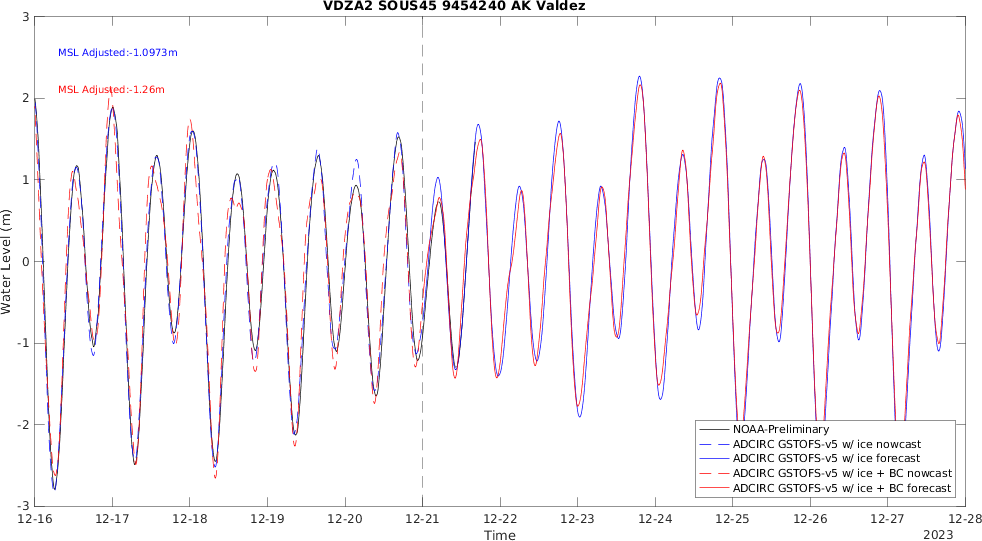 VDZA2 SOUS45 9454240 AK Valdez
MSL Adjusted:-1.0973m
MSL Adjusted:-1.26m
Water Level (m)
3
2
1
0
-1
-2
-3
NOAA-Preliminary
ADCIRC GSTOFS-v5 w/ ice nowcast
ADCIRC GSTOFS-v5 w/ ice forecast
ADCIRC GSTOFS-v5 w/ ice + BC nowcast
ADCIRC GSTOFS-v5 w/ ice + BC forecast
12-16 12-17 12-18 12-19 12-20 12-21 12-22 12-23 12-24 12-25 12-26 12-27 12-28
Time
2023